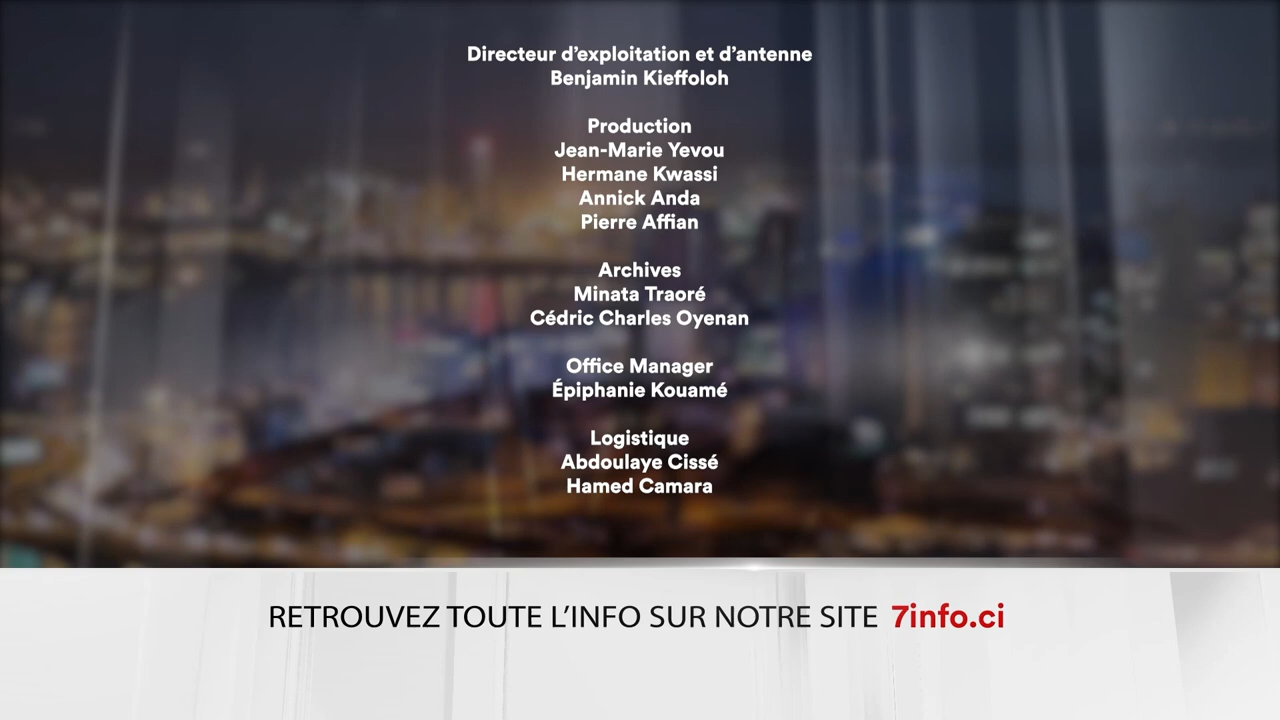 Directeur d’exploitation et d’antenne
Benjamin Kieffoloh
Production
Jean-Marie Yevou
Hermane Kwassi
Annick Anda
Pierre Affian
Archives
Minata Traoré
Cédric Charles Oyenan
Office Manager
Épiphanie Kouamé
Logistique
Abdoulaye Cissé
Hamed Camara
RETROUVEZ TOUTE L’INFO SUR NOTRE SITE 7info.ci